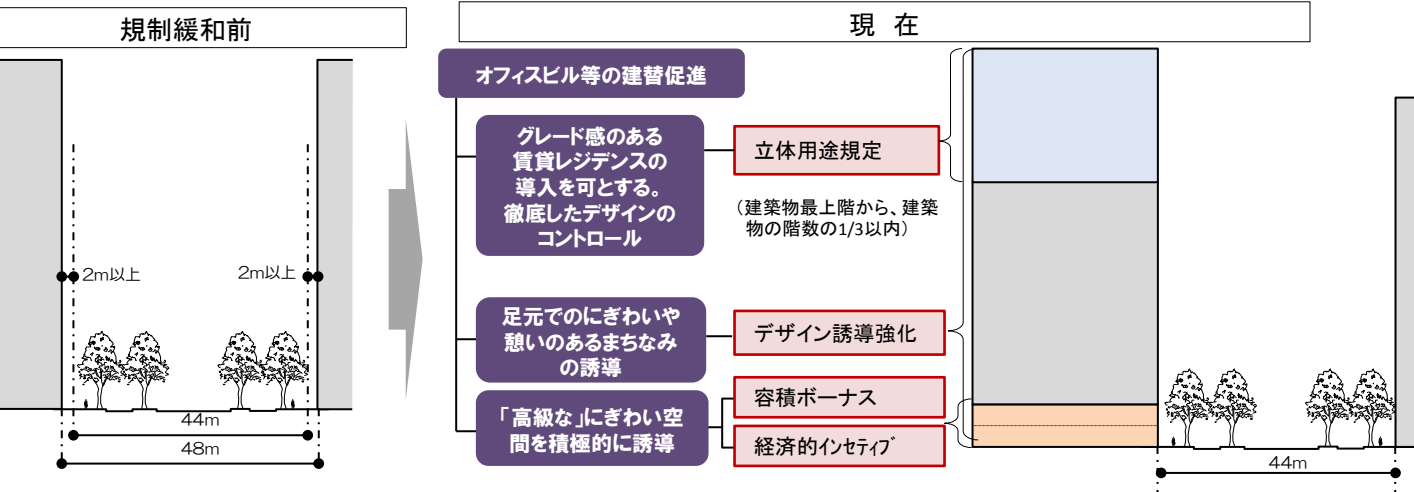 規制緩和前
2m以上
2m以上
44m
48m
現 在
オフィスビル等の建替促進
グレード感のある
賃貸レジデンスの
導入を可とする。
徹底したデザインの
コントロール
立体用途規定
（建築物最上階から、建築
物の階数の1/3以内）
足元でのにぎわいや
憩いのあるまちなみ
の誘導
デザイン誘導強化
「高級な」にぎわい空
間を積極的に誘導
容積ボーナス
経済的インセティブ
44m